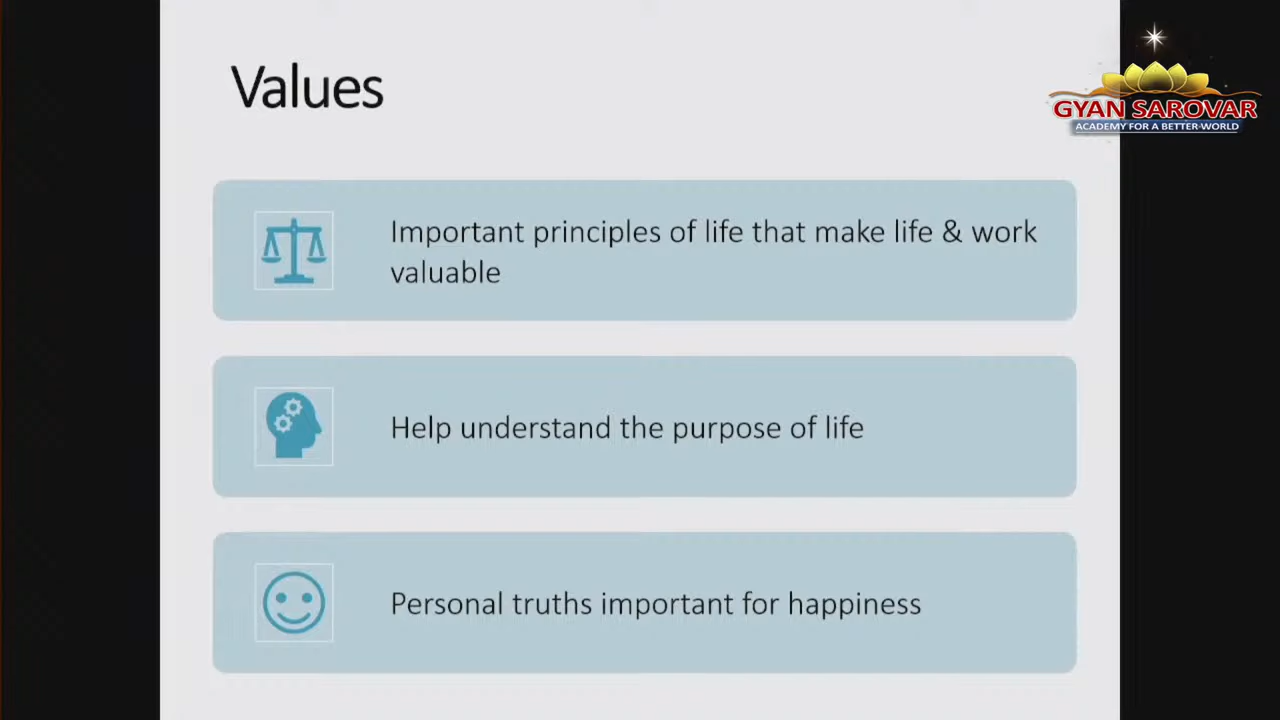 Values
GYAN SAROVAR
ACADEMY FOR A BETTER-WORLD
Important principles of life that make life & work
valuable
Help understand the purpose of life
Personal truths important for happiness